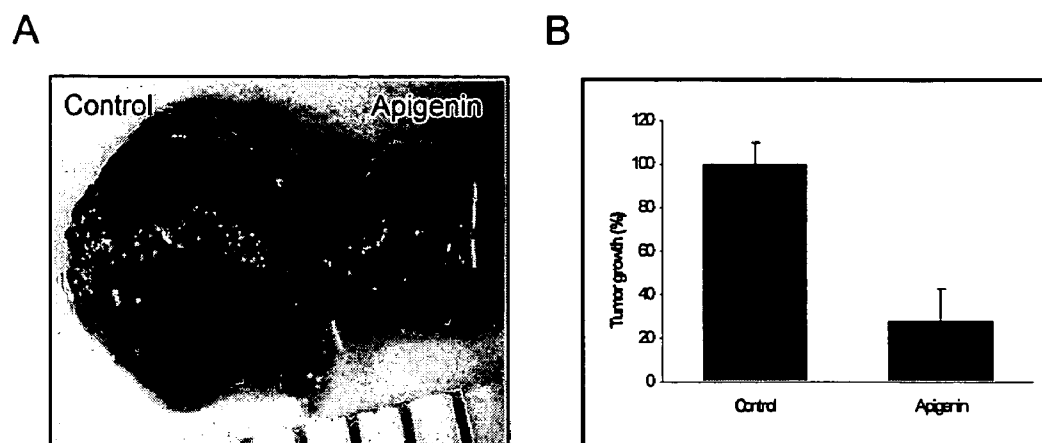 A
B
Control
Apigenin
Tumor growth (%)
120
100
80
60
40
20
0
Control
Apigenin